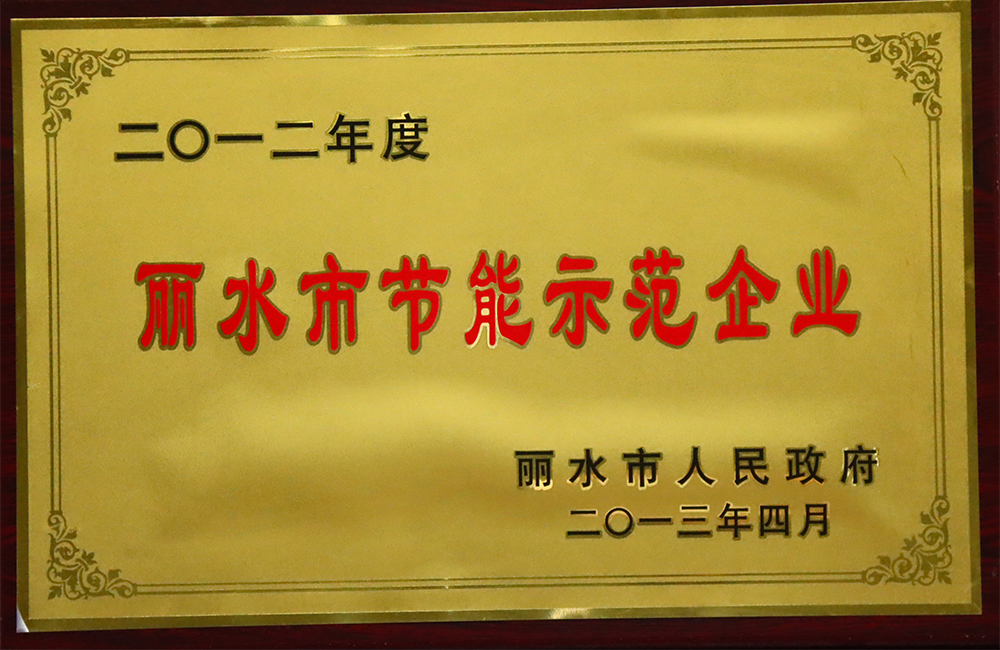 二〇一二年度
丽水市节能示范企业
丽水市人民政府
二〇一三年四月